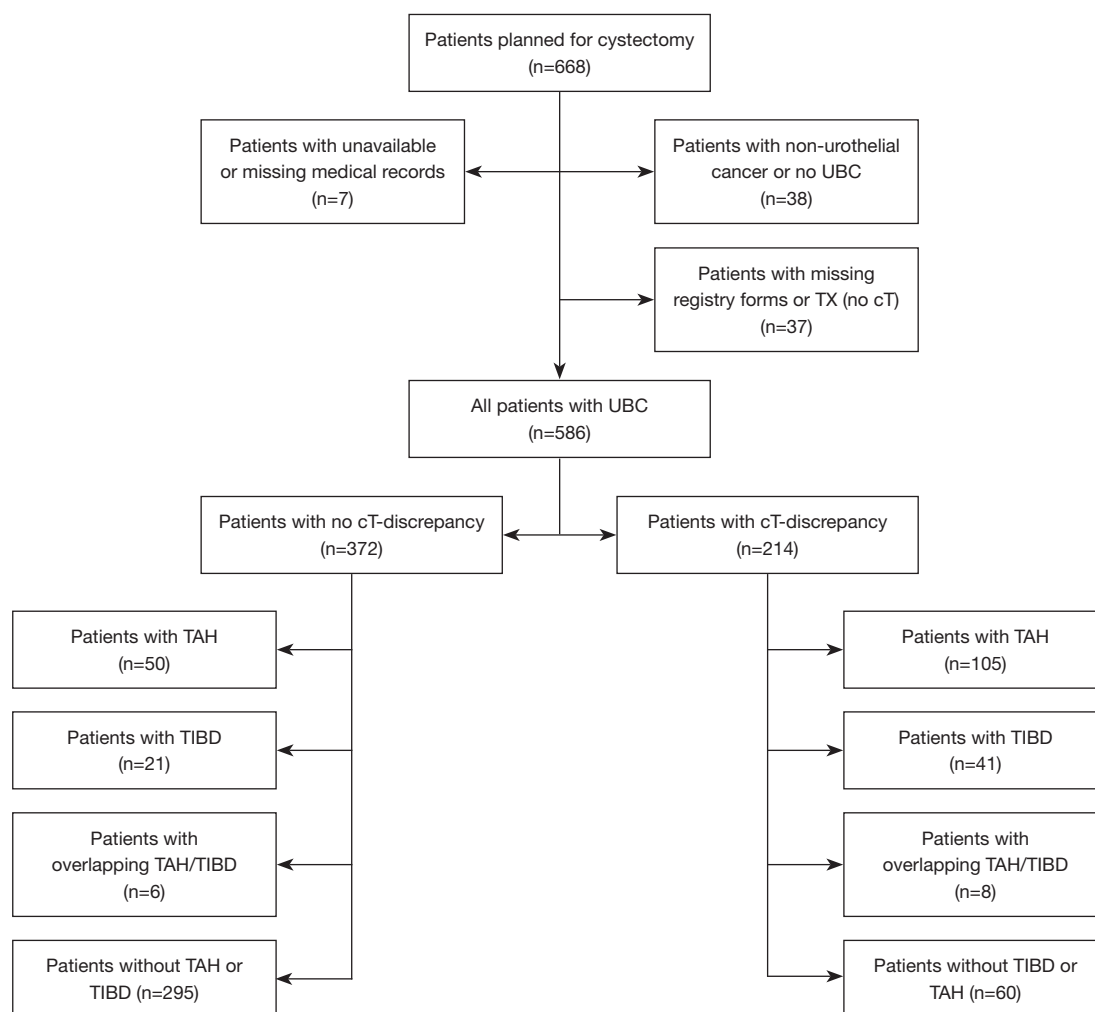 Patients planned for cystectomy
(n=668)
Patients with unavailable
or missing medical records
(n=7)
Patients with non-urothelial
cancer or no UBC
(n=38)
Patients with missing
registry forms or TX (no cT)
(n=37)
All patients with UBC
(n=586)
Patients with no cT-discrepancy
(n=372)
Patients with cT-discrepancy
(n=214)
Patients with TAH
(n=50)
Patients with TAH
(n=105)
Patients with TIBD
(n=21)
Patients with TIBD
(n=41)
Patients with
overlapping TAH/TIBD
(n=6)
Patients with
overlapping TAH/TIBD
(n=8)
Patients without TAH or
TIBD (n=295)
Patients without TIBD or
TAH (n=60)